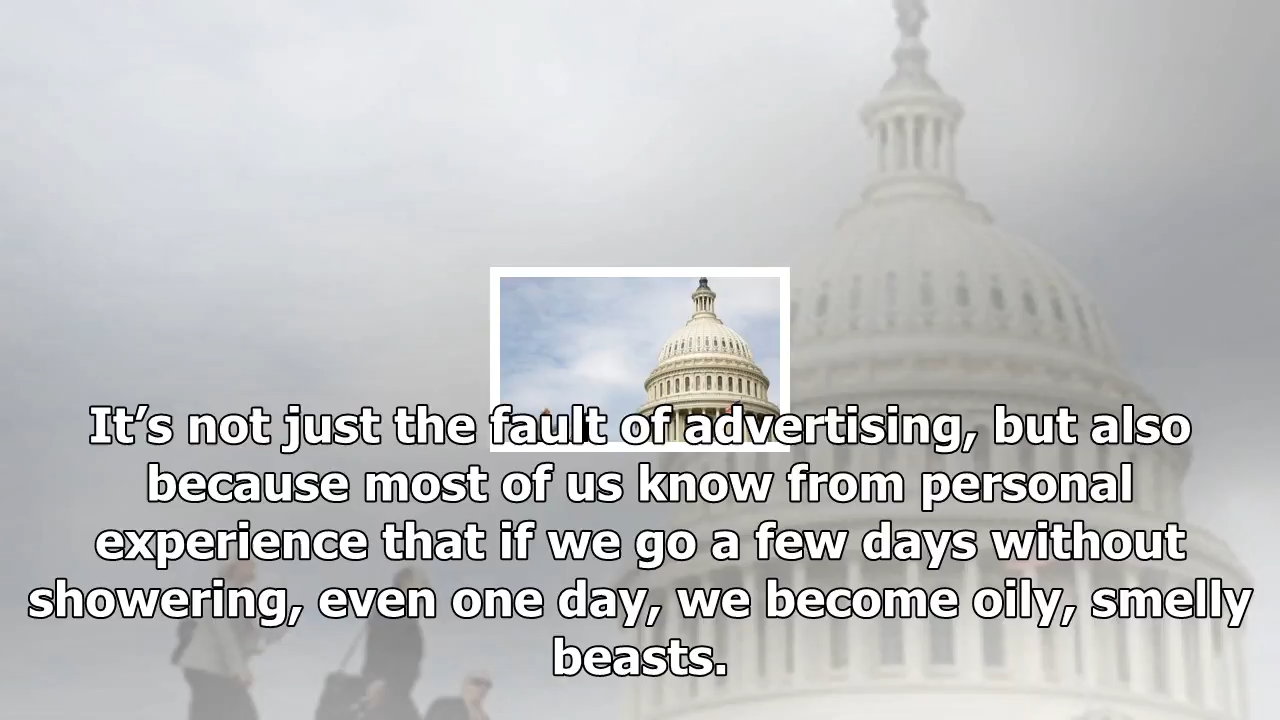 It’s not just the fault of advertising, but also
because most of us know from personal
experience that if we go a few days without
showering, even one day, we become oily, smelly
beasts.